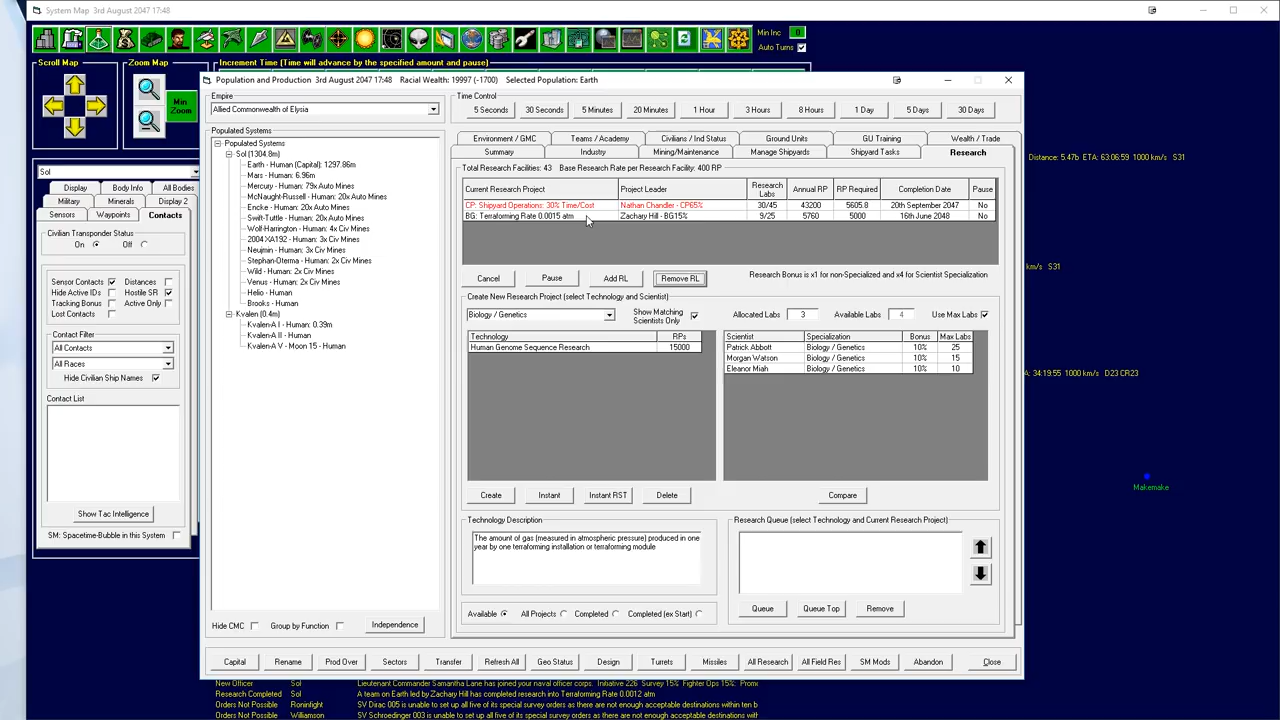 System Map 3rd August 2047 17:48
Min Inc 0
Auto Turns
Scroll Map
Zoom Map
Min Zoom
Increment Time (Time will advance by the specified amount and pause)
Population and Production 3rd August 2047 17:48 Racial Wealth: 19997 (-1700) Selected Population: Earth
Empire
Allied Commonwealth of Elysia
Time Control
5 Seconds 30 Seconds 5 Minutes 20 Minutes 1 Hour 3 Hours 8 Hours 1 Day 5 Days 30 Days
Environment / GMC Teams / Academy Civilians / Ind Status Ground Units GU Training Wealth / Trade
Summary Industry Mining/Maintenance Manage Shipyards Shipyard Tasks Research
Populated Systems
Populated Systems
Sol (1304.8m)
Earth - Human (Capital): 1297.86m
Mars - Human: 6.96m
Mercury - Human: 79x Auto Mines
McNaught-Russell - Human: 20x Auto Mines
Encke - Human: 20x Auto Mines
Swift-Tuttle - Human: 20x Auto Mines
Wolf-Harrington - Human: 4x Civ Mines
2004 XA192 - Human: 3x Civ Mines
Neujmin - Human: 3x Civ Mines
Stephan-Oterma - Human: 2x Civ Mines
Wild - Human: 2x Civ Mines
Venus - Human: 2x Civ Mines
Helio - Human
Brooks - Human
Kvalen (0.4m)
Kvalen-A I - Human: 0.39m
Kvalen-A II - Human
Kvalen-A V - Moon 15 - Human
Hide CMC Group by Function Independence
Total Research Facilities: 43 Base Research Rate per Research Facility: 400 RP
Current Research Project Project Leader Research Labs Annual RP RP Required Completion Date Pause
CP: Shipyard Operations: 30% Time/Cost Nathan Chandler - CP65% 30/45 43200 5605.8 20th September 2047 No
BG: Terraforming Rate 0.0015 atm Zachary Hill - BG15% 9/25 5760 5000 16th June 2048 No
Cancel Pause Add RL Remove RL Research Bonus is x1 for non-Specialized and x4 for Scientist Specialization
Create New Research Project (select Technology and Scientist)
Biology / Genetics Show Matching Scientists Only Allocated Labs 3 Available Labs 4 Use Max Labs
Technology RPs
Human Genome Sequence Research 15000
Scientist Specialization Bonus Max Labs
Patrick Abbott Biology / Genetics 10% 25
Morgan Watson Biology / Genetics 10% 15
Eleanor Miah Biology / Genetics 10% 10
Create Instant Instant RST Delete Compare
Technology Description
The amount of gas (measured in atmospheric pressure) produced in one
year by one terraforming installation or terraforming module
Research Queue (select Technology and Current Research Project)
Available All Projects Completed Completed (ex Start)
Queue Queue Top Remove
Capital Rename Prod Over Sectors Transfer Refresh All Geo Status Design Turrets Missiles All Research All Field Res SM Mods Abandon Close
Sol
Display Body Info All Bodies
Military Minerals Display 2
Sensors Waypoints Contacts
Civilian Transponder Status
On Off
Sensor Contacts Distances
Hide Active IDs Hostile SR
Tracking Bonus Active Only
Lost Contacts
Contact Filter
All Contacts
All Races
Hide Civilian Ship Names
Contact List
Show Tac Intelligence
SM: Spacetime-Bubble in this System
Distance: 5.47b ETA: 63:06:59 1000 km/s S31
km/s S31
A: 34:19:55 1000 km/s D23 CR23
Makemake
Lieutenant Commander Samantha Lane has joined your naval officer corps. Initiative 226 Survey 15% Fighter Ops 15% Prom
Research Completed Sol A team on Earth led by Zachary Hill has completed research into Terraforming Rate 0.0012 atm
Orders Not Possible Roninlight SV Dirac 005 is unable to set up all five of its special survey orders as there are not enough acceptable destinations within ten b
Orders Not Possible Williamson SV Schroedinger 003 is unable to set up all five of its special survey orders as there are not enough acceptable destinations wit